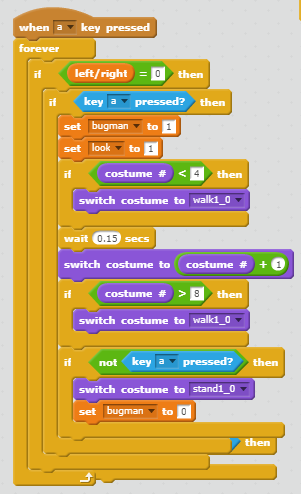 when a key pressed
forever
if left/right = 0 then
if key a pressed? then
set bugman to 1
set look to 1
if costume # < 4 then
switch costume to walk1_0
wait 0.15 secs
switch costume to costume # + 1
if costume # > 8 then
switch costume to walk1_0
if not key a pressed? then
switch costume to stand1_0
set bugman to 0
then